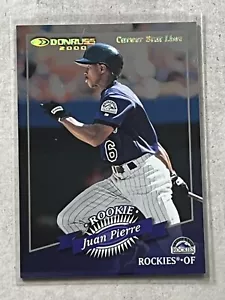 DONRUSS
2000
Career Stat Line
6
ROOKIE
Juan Pierre
ROCKIES
ROCKIES•OF